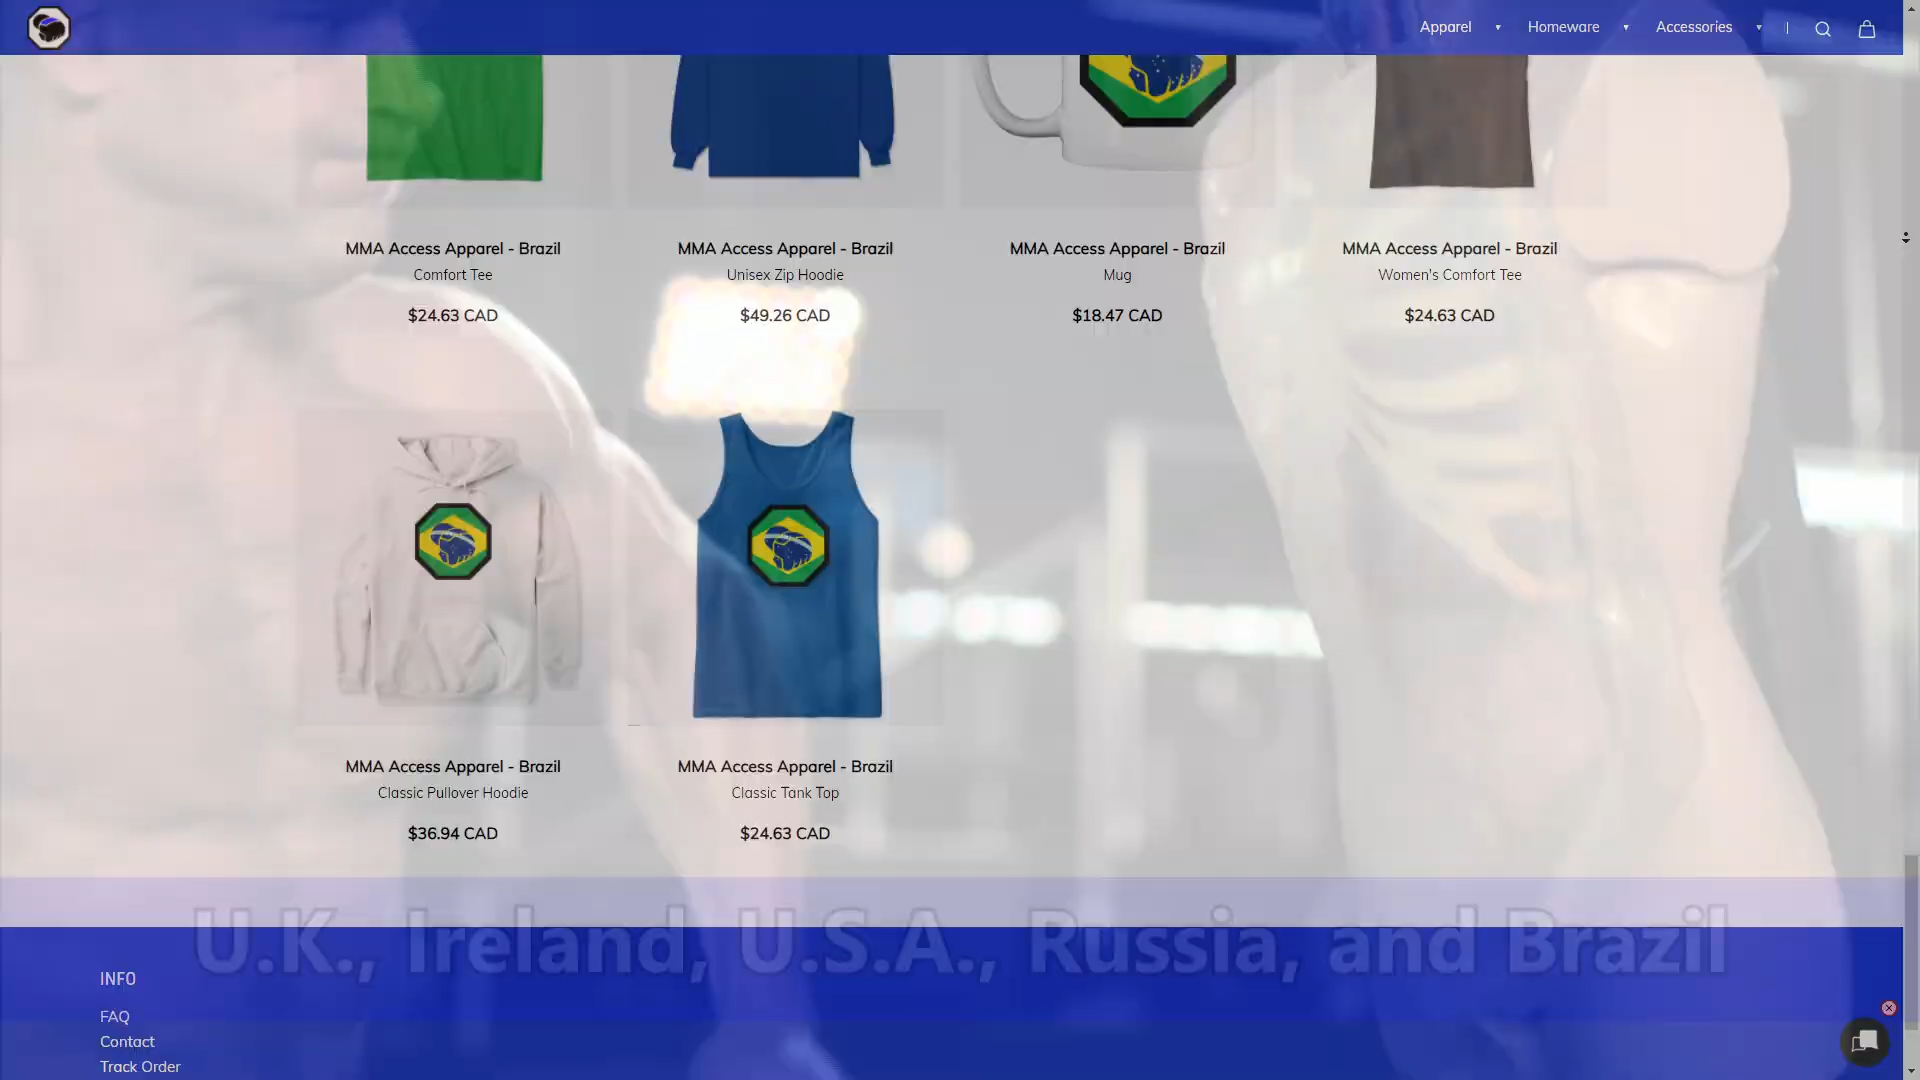 Apparel ▾ Homeware ▾ Accessories ▾ |
MMA Access Apparel - Brazil
Comfort Tee
$24.63 CAD
MMA Access Apparel - Brazil
Unisex Zip Hoodie
$49.26 CAD
MMA Access Apparel - Brazil
Mug
$18.47 CAD
MMA Access Apparel - Brazil
Women's Comfort Tee
$24.63 CAD
MMA Access Apparel - Brazil
Classic Pullover Hoodie
$36.94 CAD
MMA Access Apparel - Brazil
Classic Tank Top
$24.63 CAD
U.K., Ireland, U.S.A., Russia, and Brazil
INFO
FAQ
Contact
Track Order